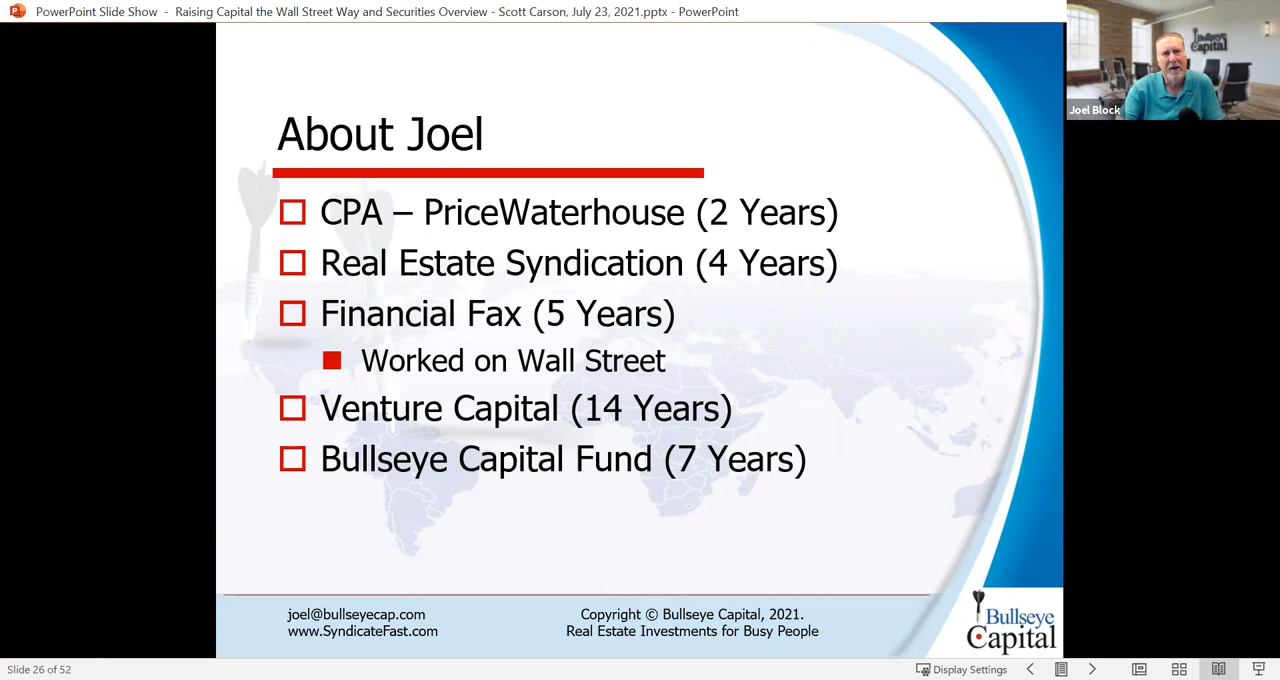 PowerPoint Slide Show - Raising Capital the Wall Street Way and Securities Overview - Scott Carson, July 23, 2021.pptx - PowerPoint
Bullseye
Capital
Joel Block
About Joel
CPA – PriceWaterhouse (2 Years)
Real Estate Syndication (4 Years)
Financial Fax (5 Years)
Worked on Wall Street
Venture Capital (14 Years)
Bullseye Capital Fund (7 Years)
joel@bullseyecap.com
www.SyndicateFast.com
Copyright © Bullseye Capital, 2021.
Real Estate Investments for Busy People
Bullseye
Capital
Slide 26 of 52
Display Settings